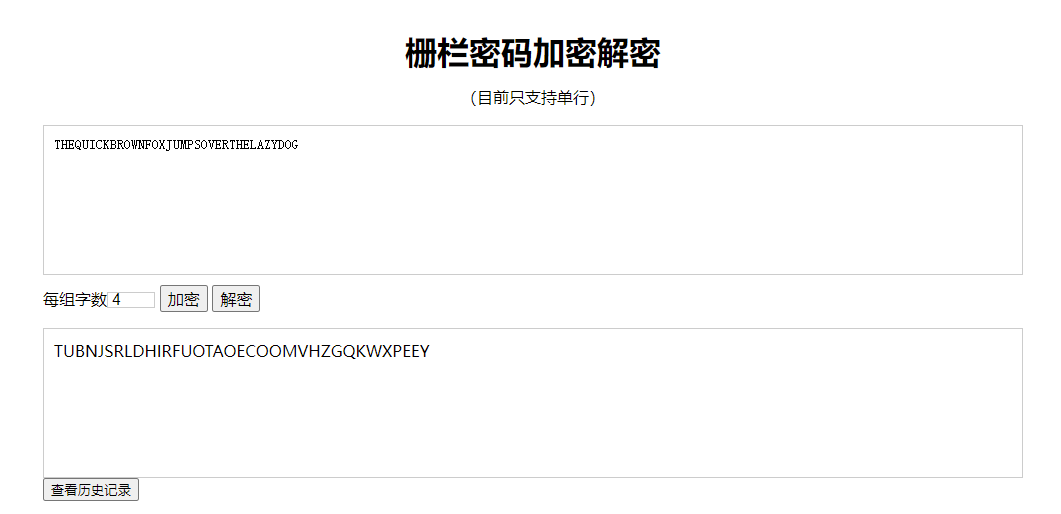 栅栏密码加密解密
（目前只支持单行）
THEQUICKBROWNFOXJUMPSOVERTHELAZYDOG
每组字数 4 加密 解密
TUBNJSRLDHIRFUOTAOECOOMVHZGQKWXPEEY
查看历史记录